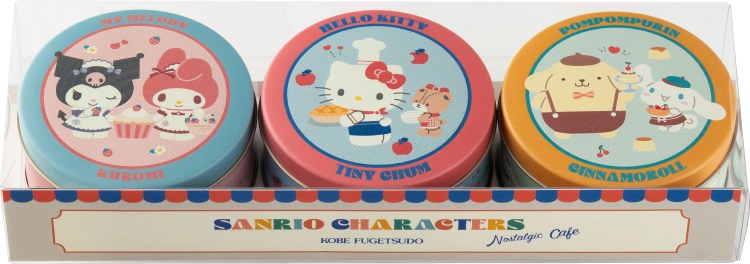 MY MELODY
KUROMI
HELLO KITTY
TINY CHUM
POMPOMPURIN
CINNAMOROLL
SANRIO CHARACTERS
KOBE FUGETSUDO
Nostalgic Cafe